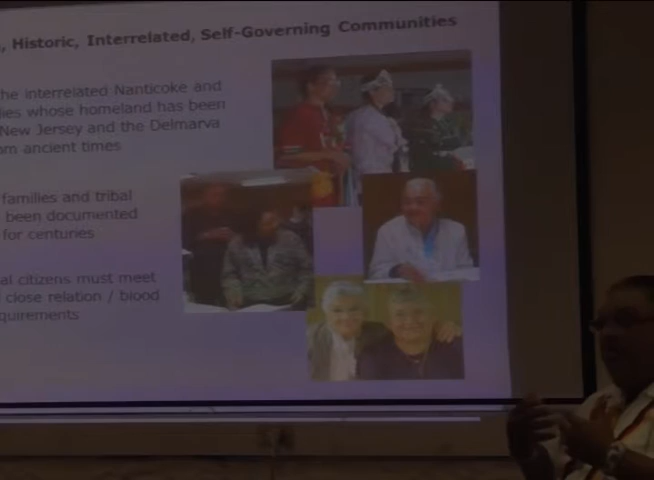 , Historic, Interrelated, Self-Governing Communities
he interrelated Nanticoke and
lies whose homeland has been
New Jersey and the Delmarva
om ancient times
families and tribal
been documented
for centuries
al citizens must meet
close relation / blood
quirements